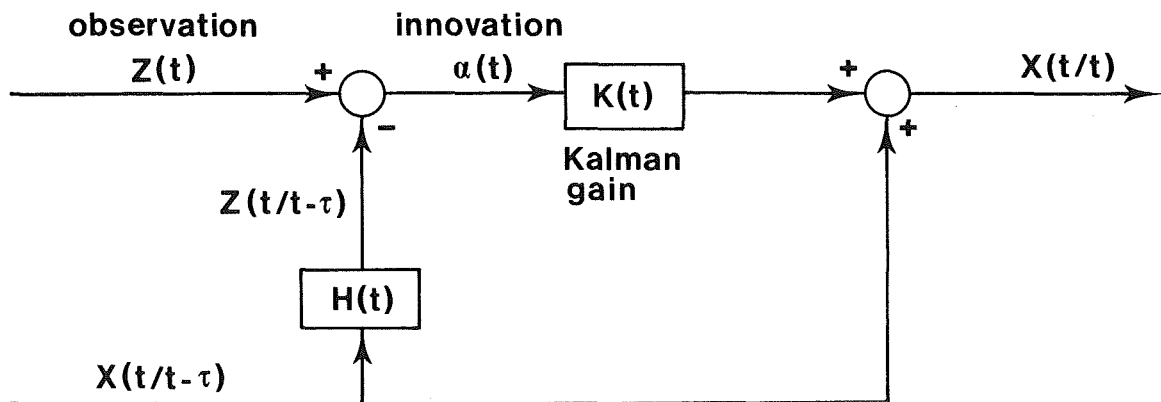 observation
Z(t)
+
innovation
α(t)
K(t)
Kalman
gain
+
X(t/t)
+
-
Z(t/t-τ)
H(t)
X(t/t-τ)